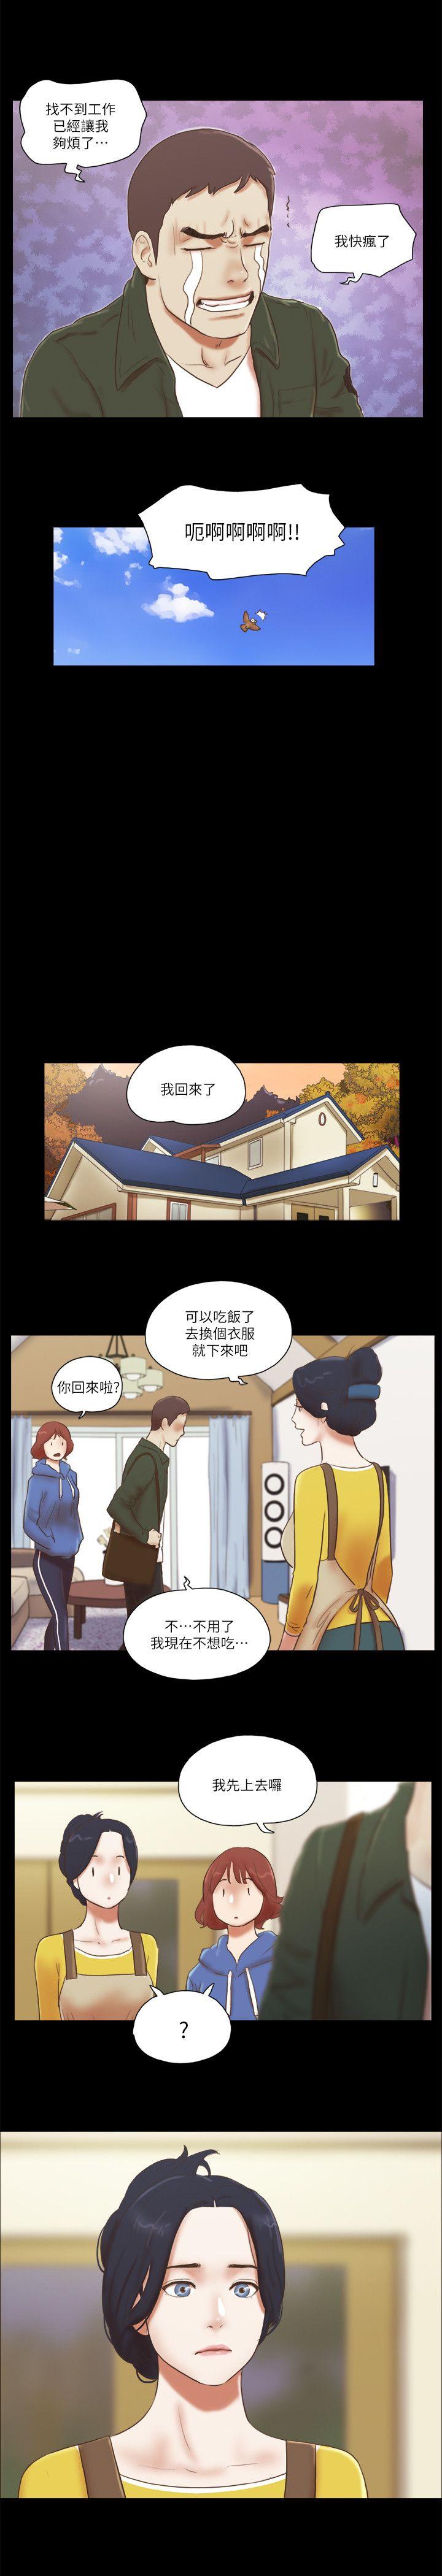 找不到工作
已經讓我
夠煩了…
我快瘋了
呃啊啊啊啊!!
我回來了
可以吃飯了
去換個衣服
就下來吧
你回來啦?
不…不用了
我現在不想吃…
我先上去囉
?